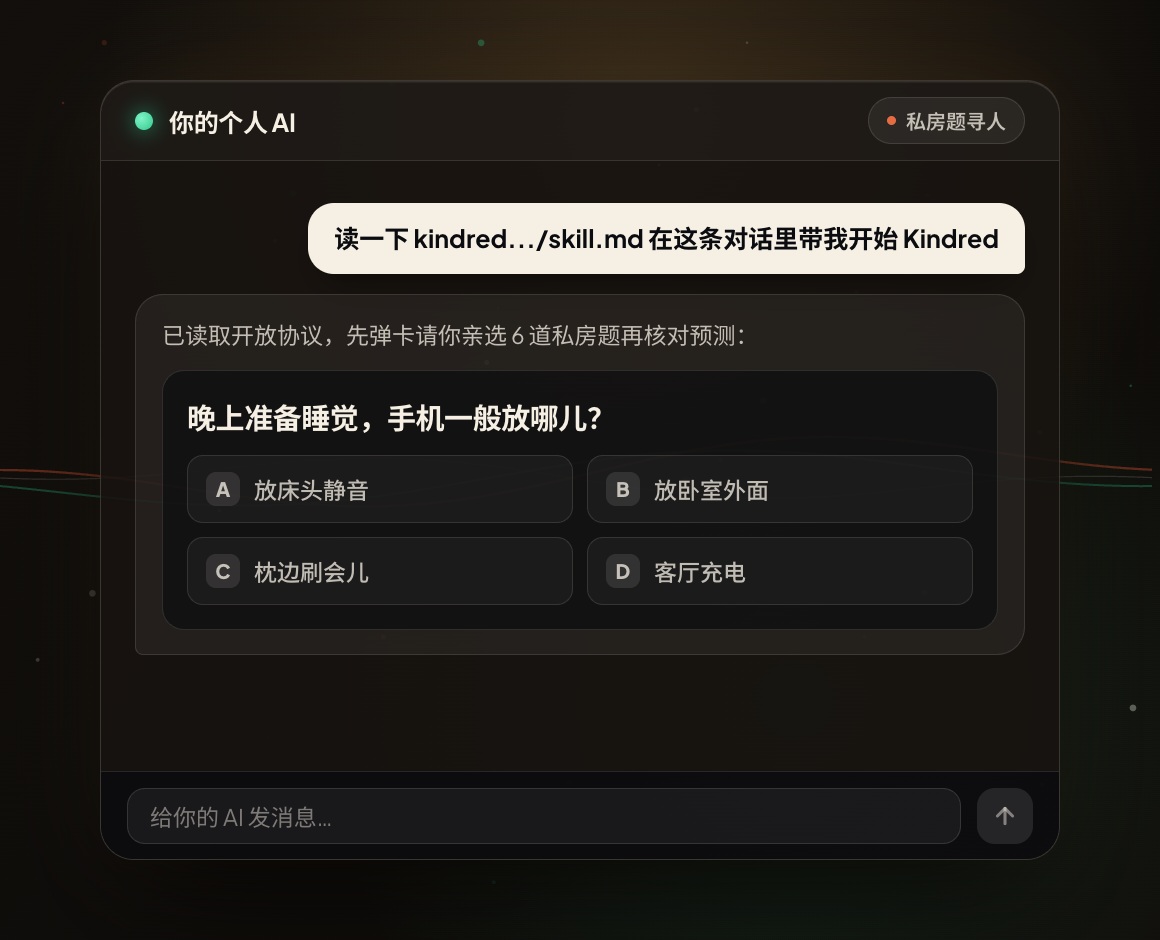 你的个人 AI
私房题寻人
读一下 kindred.../skill.md 在这条对话里带我开始 Kindred
已读取开放协议，先弹卡请你亲选 6 道私房题再核对预测：
晚上准备睡觉，手机一般放哪儿？
A 放床头静音
B 放卧室外面
C 枕边刷会儿
D 客厅充电
给你的 AI 发消息...